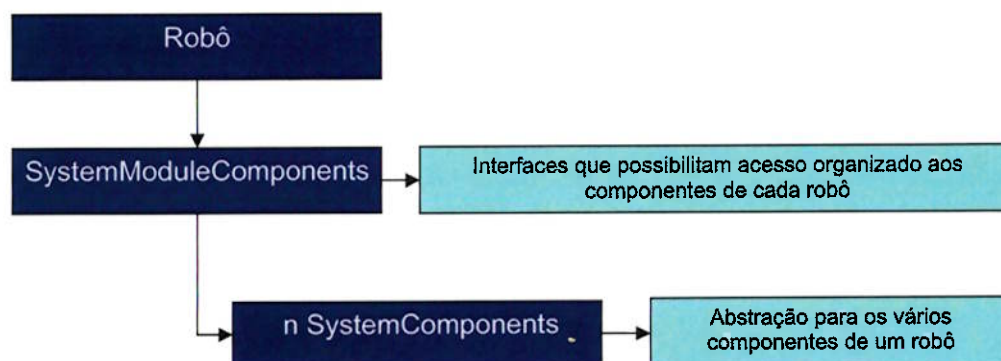 Robô
SystemModuleComponents
Interfaces que possibilitam acesso organizado aos
componentes de cada robô
n SystemComponents
Abstração para os vários
componentes de um robô